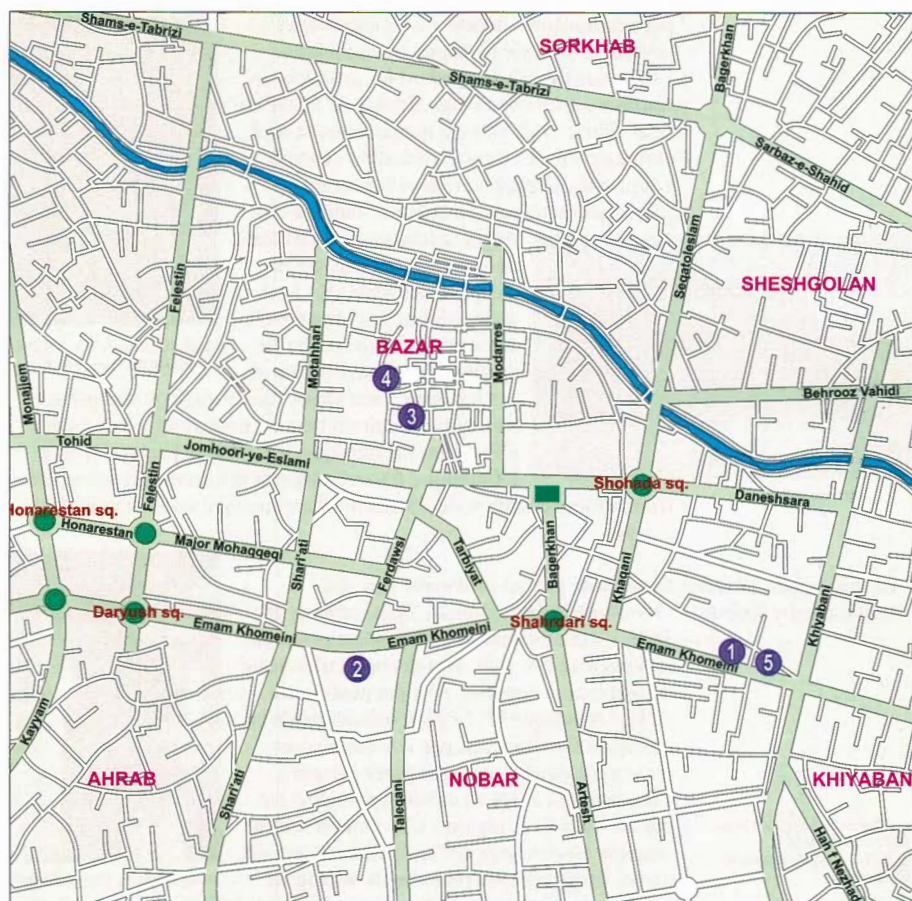 Shams-e-Tabrizi
SORKHAB
Bagerkhan
Shams-e-Tabrizi
Sarbaz-e-Shahid
Felestin
Seqatoleslam
SHESHGOLAN
Motahhari
BAZAR
Modarres
4
3
Monajjem
Behrooz Vahidi
Tohid
Jomhoori-ye-Eslami
Felestin
Shohada sq.
Daneshsara
Honarestan sq.
Honarestan
Major Mohaqqeqi
Shari'ati
Ferdawsi
Tarbiyat
Bagerkhan
Khaqani
Khiyabani
Daryush sq.
Emam Khomeini
Emam Khomeini
Shahrdari sq.
Emam Khomeini
1
5
2
Kayyam
AHRAB
Shari'ati
Taleqani
NOBAR
Artesh
KHIYABAN
Han f Nezhad